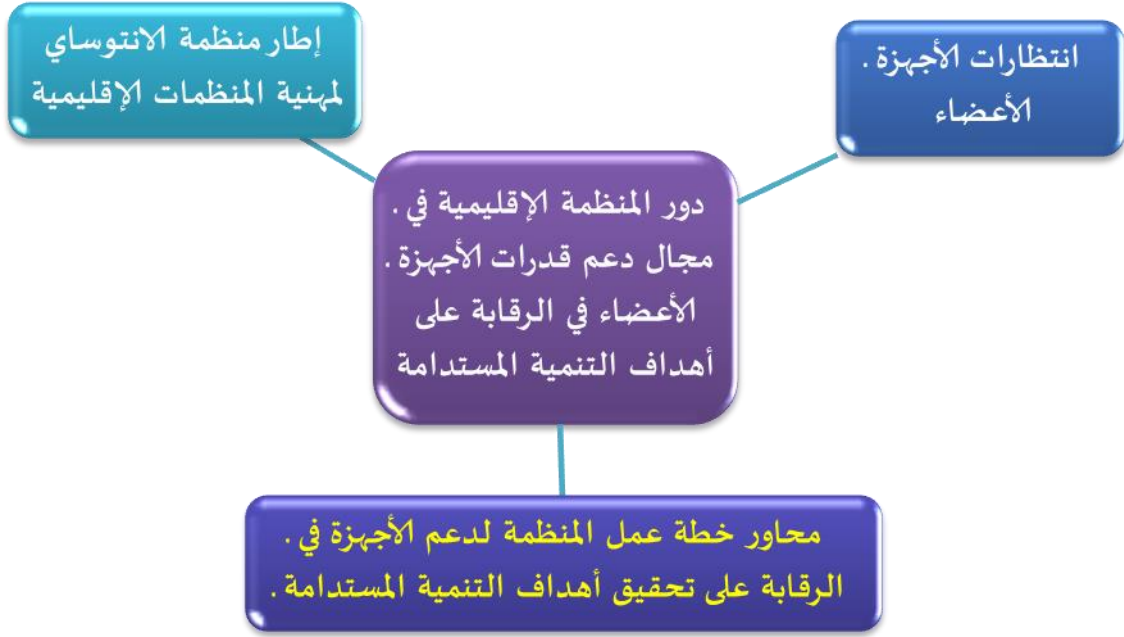 إطار منظمة الانتوساي
لمهنية المنظمات الإقليمية
انتظارات الأجهزة .
الأعضاء
دور المنظمة الإقليمية في .
مجال دعم قدرات الأجهزة .
الأعضاء في الرقابة على
أهداف التنمية المستدامة
محاور خطة عمل المنظمة لدعم الأجهزة في .
الرقابة على تحقيق أهداف التنمية المستدامة .